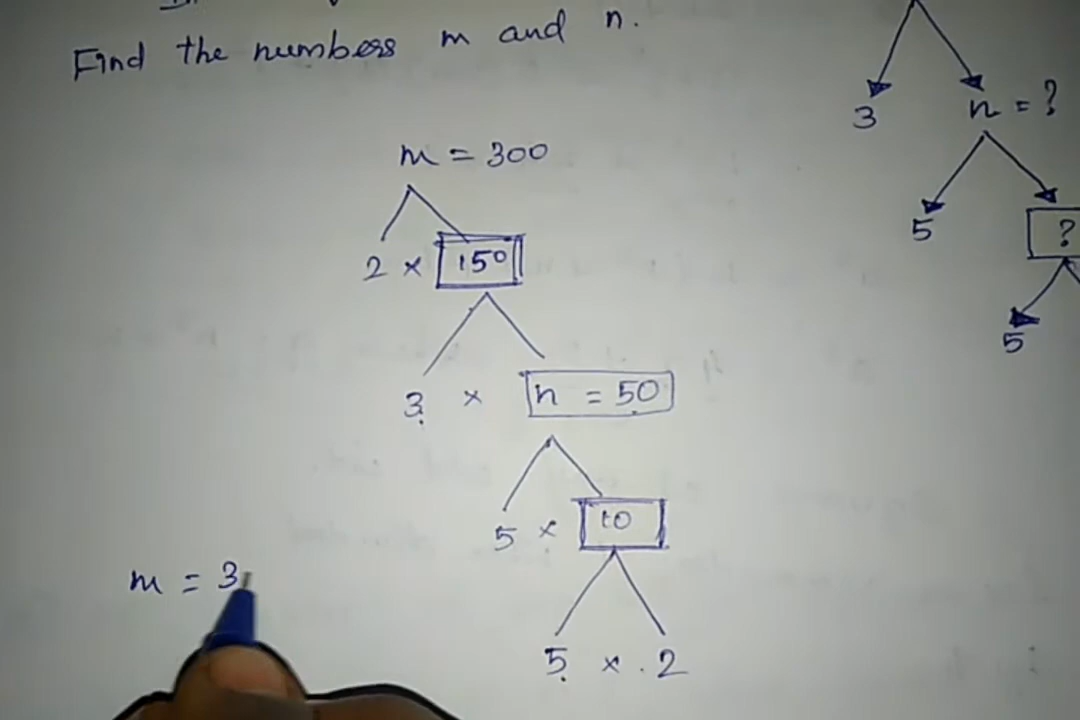 Find the numbers m and n.
3 n = ?
m = 300
5 ?
2 × 150
5
3 × n = 50
5 × 10
m = 3
5 × 2